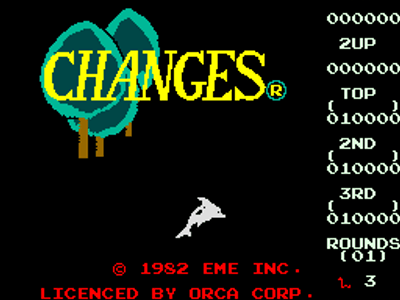 CHANGES®
© 1982 EME INC.
LICENCED BY ORCA CORP.
000000
2UP
000000
TOP
(
010000
2ND
(
010000
3RD
(
010000
ROUNDS
(01)
3